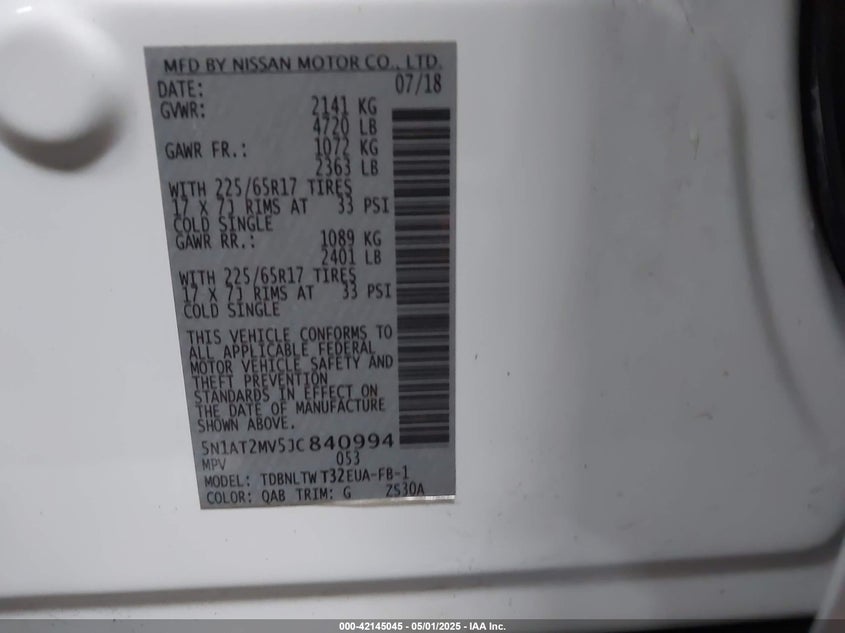 MFD BY NISSAN MOTOR CO., LTD.
DATE: 07/18
GVWR: 2141 KG
4720 LB
GAWR FR.: 1072 KG
2363 LB
WITH 225/65R17 TIRES
17 X 7J RIMS AT 33 PSI
COLD SINGLE
GAWR RR.: 1089 KG
2401 LB
WITH 225/65R17 TIRES
17 X 7J RIMS AT 33 PSI
COLD SINGLE
THIS VEHICLE CONFORMS TO
ALL APPLICABLE FEDERAL
MOTOR VEHICLE SAFETY AND
THEFT PREVENTION
STANDARDS IN EFFECT ON
THE DATE OF MANUFACTURE
SHOWN ABOVE.
5N1AT2MV5JC840994
MPV 053
MODEL: TDBNLTW T32EUA-FB-1
COLOR: QAB TRIM: G ZS30A
000-42145045 - 05/01/2025 - IAA Inc.